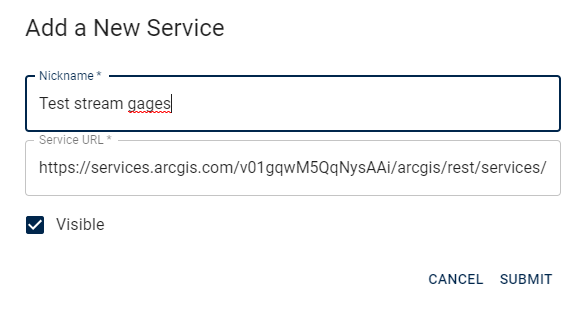 Add a New Service
Nickname *
Test stream gages
Service URL *
https://services.arcgis.com/v01gqwM5QqNysAAi/arcgis/rest/services/
Visible
CANCEL SUBMIT